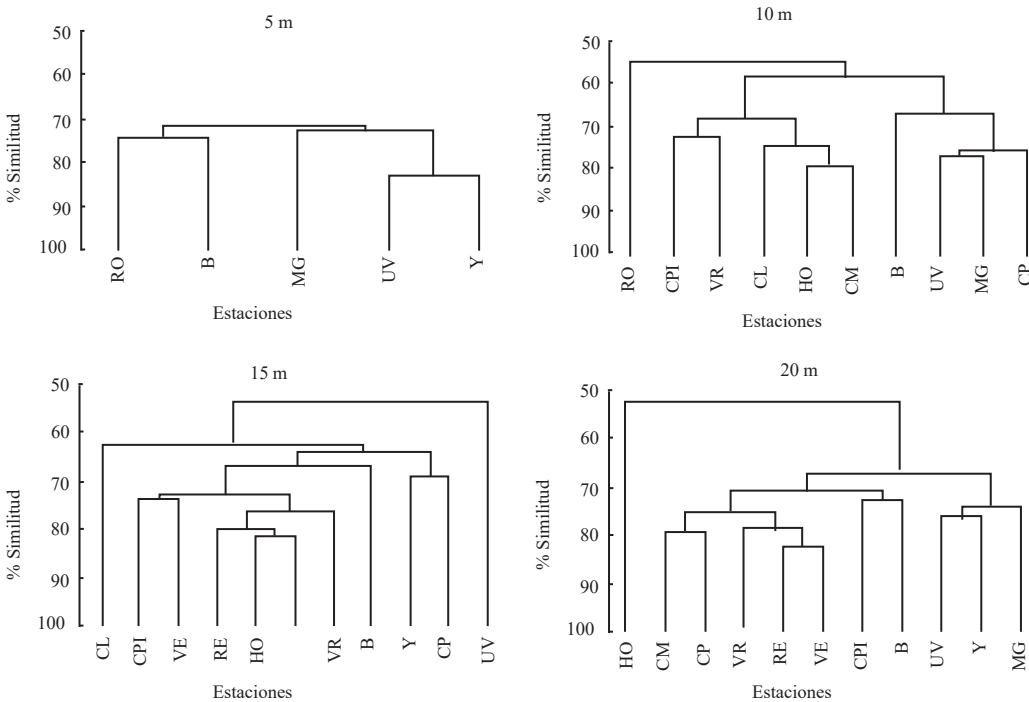 5 m
50
60
70
80
90
100
% Similitud
RO
B
MG
UV
Y
Estaciones
10 m
50
60
70
80
90
100
% Similitud
RO
CPI
VR
CL
HO
CM
B
UV
MG
CP
Estaciones
15 m
50
60
70
80
90
100
% Similitud
CL
CPI
VE
RE
HO
VR
B
Y
CP
UV
Estaciones
20 m
50
60
70
80
90
100
% Similitud
HO
CM
CP
VR
RE
VE
CPI
B
UV
Y
MG
Estaciones